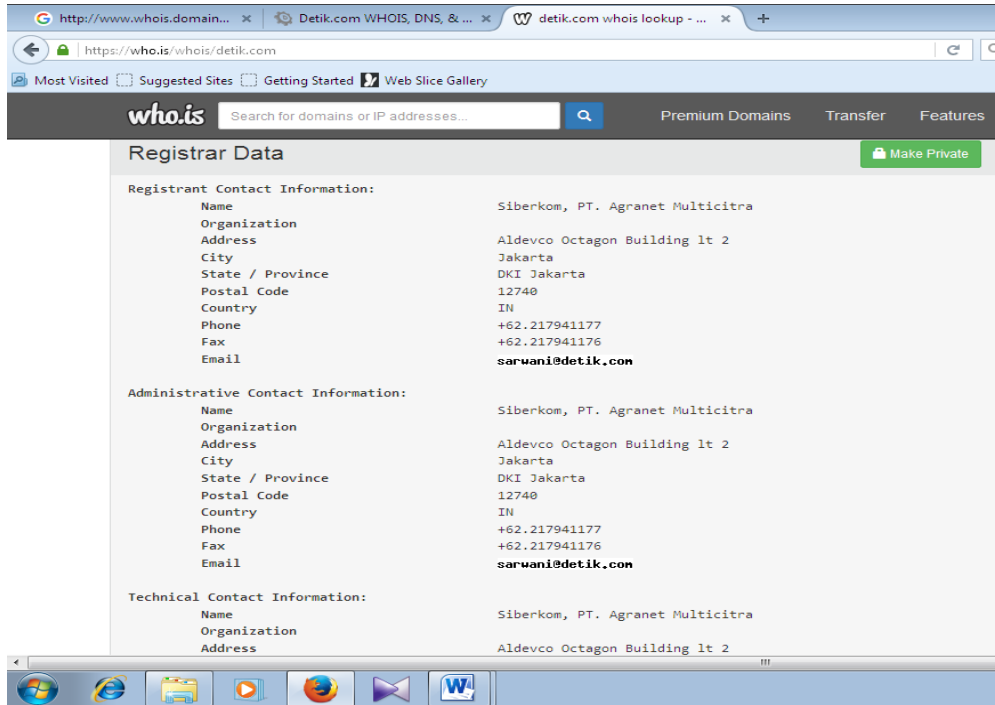 http://www.whois.domain... × Detik.com WHOIS, DNS, & ... × detik.com whois lookup - ... × +
https://who.is/whois/detik.com
Most Visited Suggested Sites Getting Started Web Slice Gallery
who.is Search for domains or IP addresses... Premium Domains Transfer Features
Registrar Data Make Private
Registrant Contact Information:
Name Siberkom, PT. Agranet Multicitra
Organization
Address Aldevco Octagon Building lt 2
City Jakarta
State / Province DKI Jakarta
Postal Code 12740
Country IN
Phone +62.217941177
Fax +62.217941176
Email sarwani@detik.com
Administrative Contact Information:
Name Siberkom, PT. Agranet Multicitra
Organization
Address Aldevco Octagon Building lt 2
City Jakarta
State / Province DKI Jakarta
Postal Code 12740
Country IN
Phone +62.217941177
Fax +62.217941176
Email sarwani@detik.com
Technical Contact Information:
Name Siberkom, PT. Agranet Multicitra
Organization
Address Aldevco Octagon Building lt 2